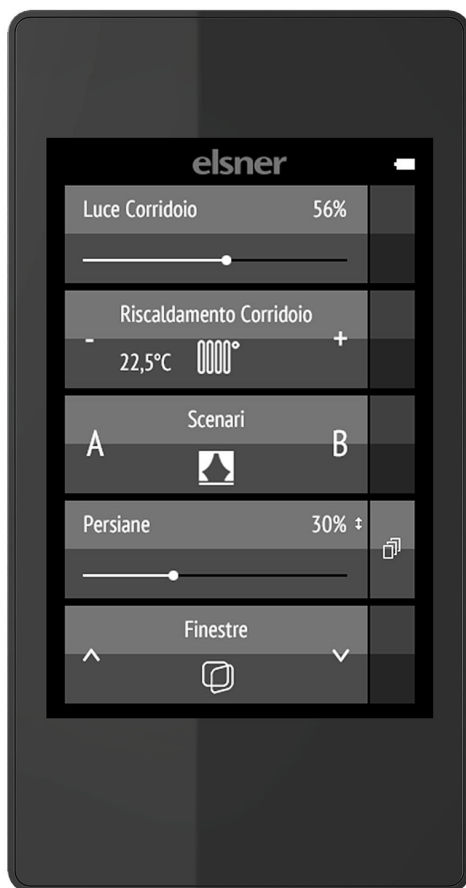 elsner
Luce Corridoio 56%
Riscaldamento Corridoio
- +
22,5°C
Scenari
A B
Persiane 30%
Finestre